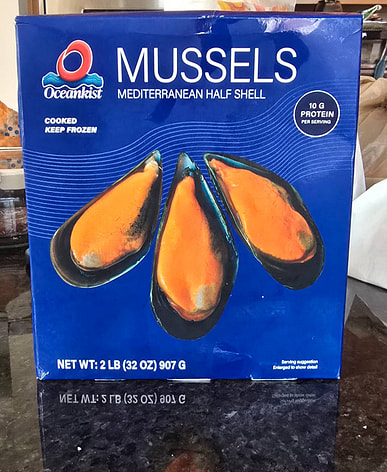 Oceankist
MUSSELS
MEDITERRANEAN HALF SHELL
COOKED
KEEP FROZEN
10 G
PROTEIN
PER SERVING
NET WT: 2 LB (32 OZ) 907 G
Serving suggestion
Enlarged to show detail